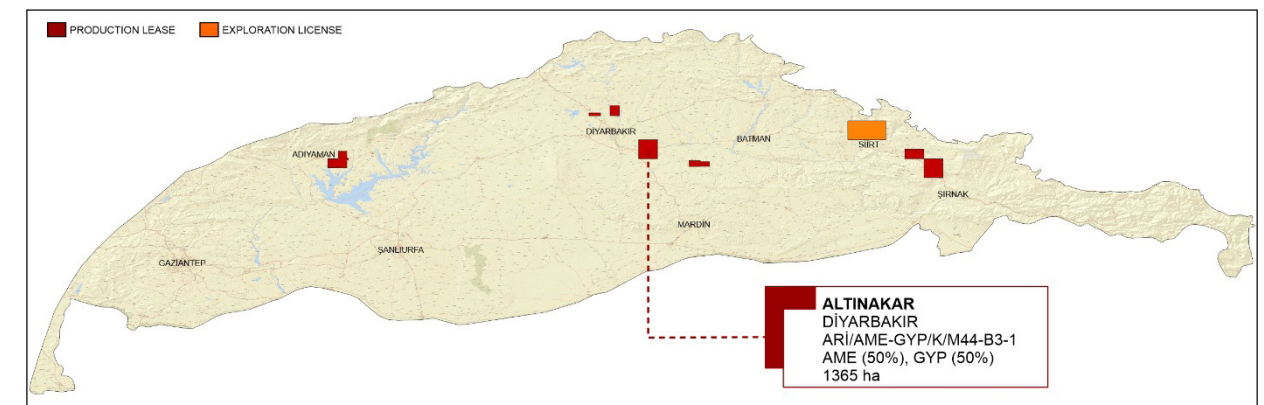 PRODUCTION LEASE
EXPLORATION LICENSE
DİYARBAKIR
BATMAN
SİİRT
ADIYAMAN
ŞIRNAK
MARDİN
ŞANLIURFA
GAZİANTEP
ALTINAKAR
DİYARBAKIR
ARİ/AME-GYP/K/M44-B3-1
AME (50%), GYP (50%)
1365 ha